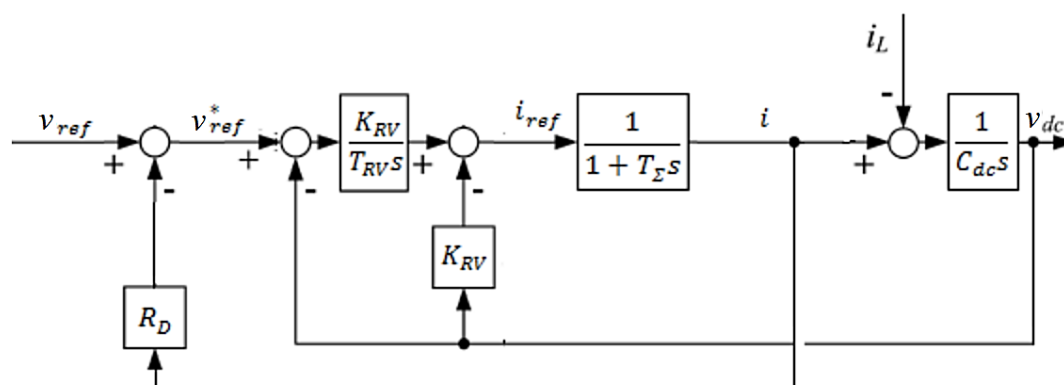 i_L
v_ref
v*_ref
K_RV
T_RV s
i_ref
1
1 + T_Σ s
i
1
C_dc s
v_dc
+
-
+
-
+
-
+
-
K_RV
R_D